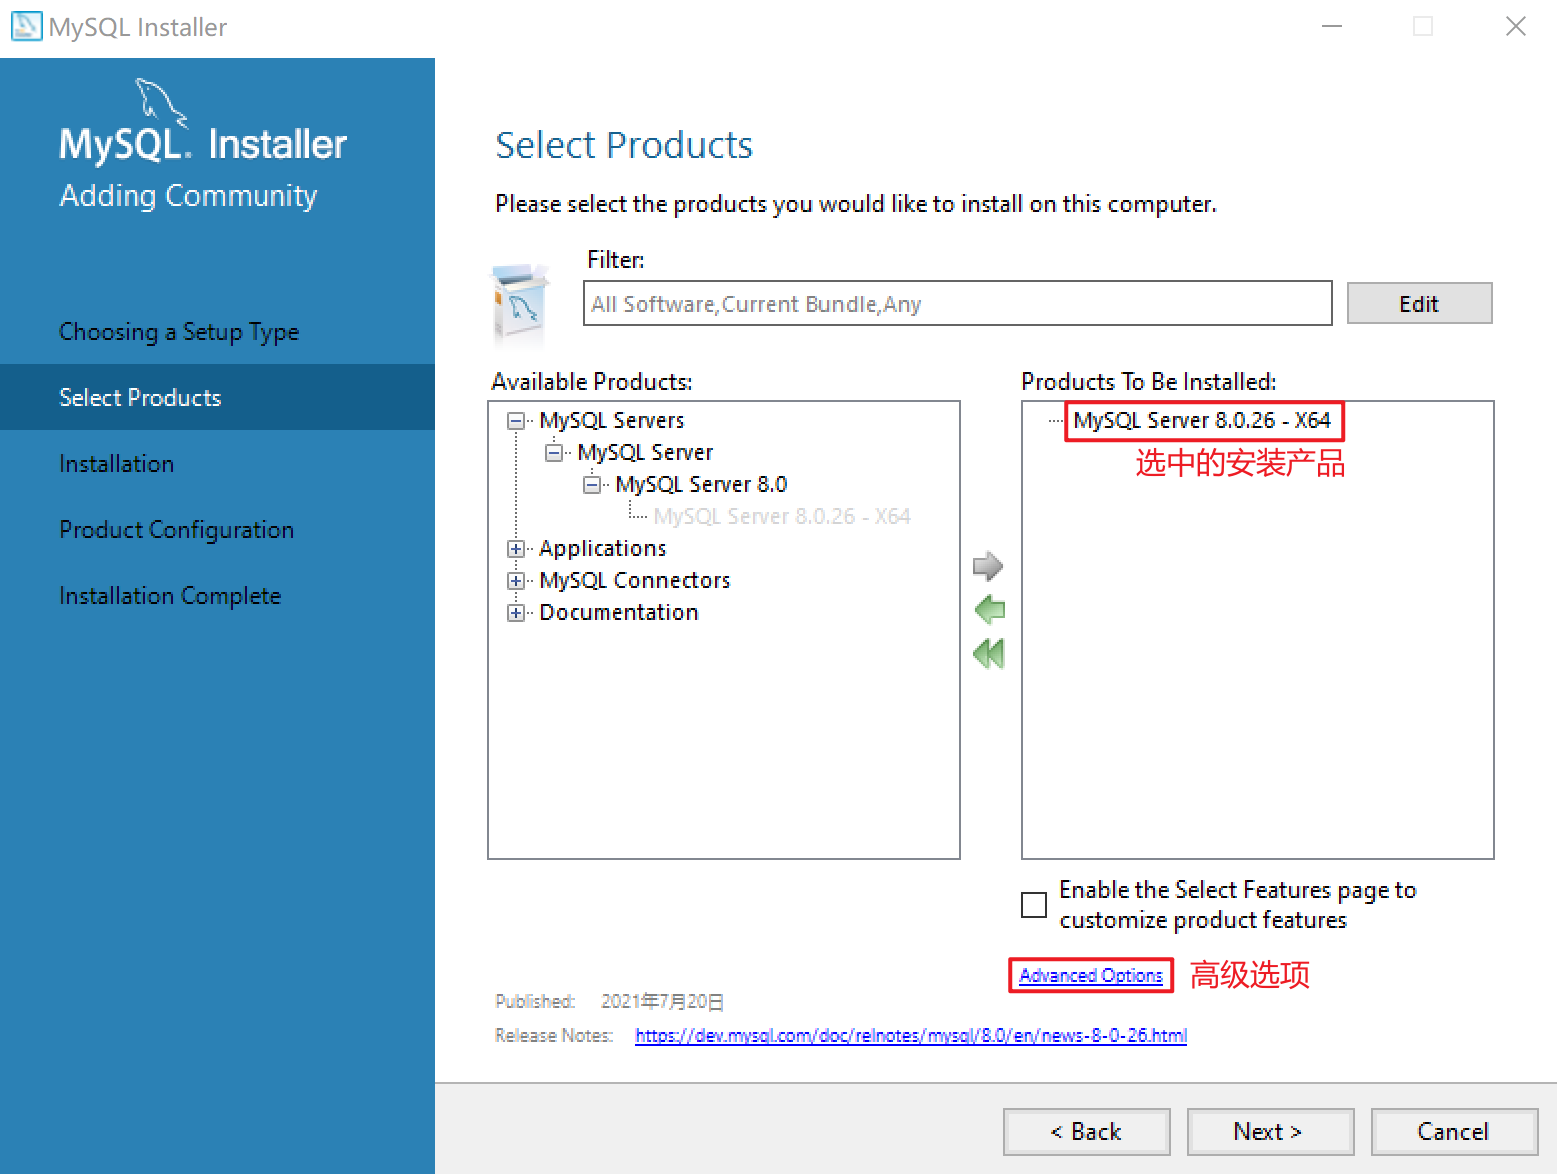 MySQL Installer
MySQL. Installer
Adding Community
Choosing a Setup Type
Select Products
Installation
Product Configuration
Installation Complete
Select Products
Please select the products you would like to install on this computer.
Filter:
All Software,Current Bundle,Any
Edit
Available Products:
MySQL Servers
MySQL Server
MySQL Server 8.0
MySQL Server 8.0.26 - X64
Applications
MySQL Connectors
Documentation
Products To Be Installed:
MySQL Server 8.0.26 - X64
选中的安装产品
Enable the Select Features page to
customize product features
Advanced Options 高级选项
Published: 2021年7月20日
Release Notes: https://dev.mysql.com/doc/relnotes/mysql/8.0/en/news-8-0-26.html
< Back
Next >
Cancel